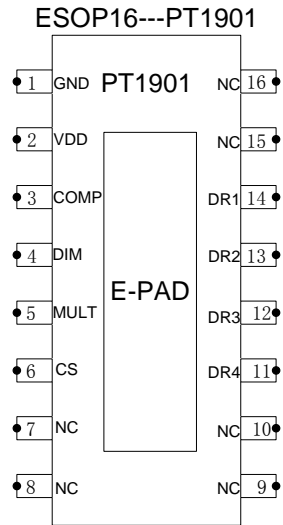 ESOP16---PT1901
PT1901
1 GND NC 16
2 VDD NC 15
3 COMP DR1 14
4 DIM DR2 13
E-PAD
5 MULT DR3 12
6 CS DR4 11
7 NC NC 10
8 NC NC 9